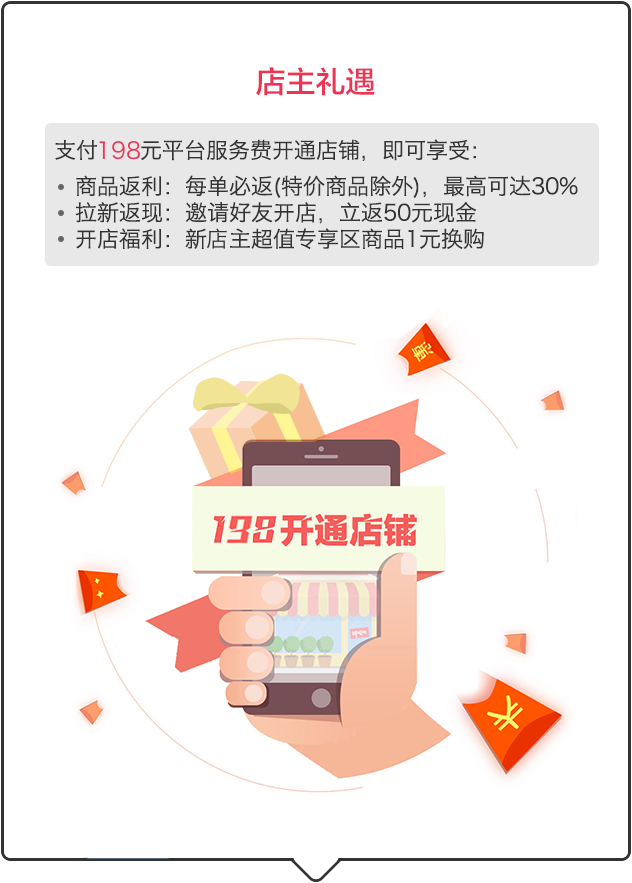 店主礼遇
支付198元平台服务费开通店铺，即可享受：
• 商品返利：每单必返(特价商品除外)，最高可达30%
• 拉新返现：邀请好友开店，立返50元现金
• 开店福利：新店主超值专享区商品1元换购
惠
198开通店铺